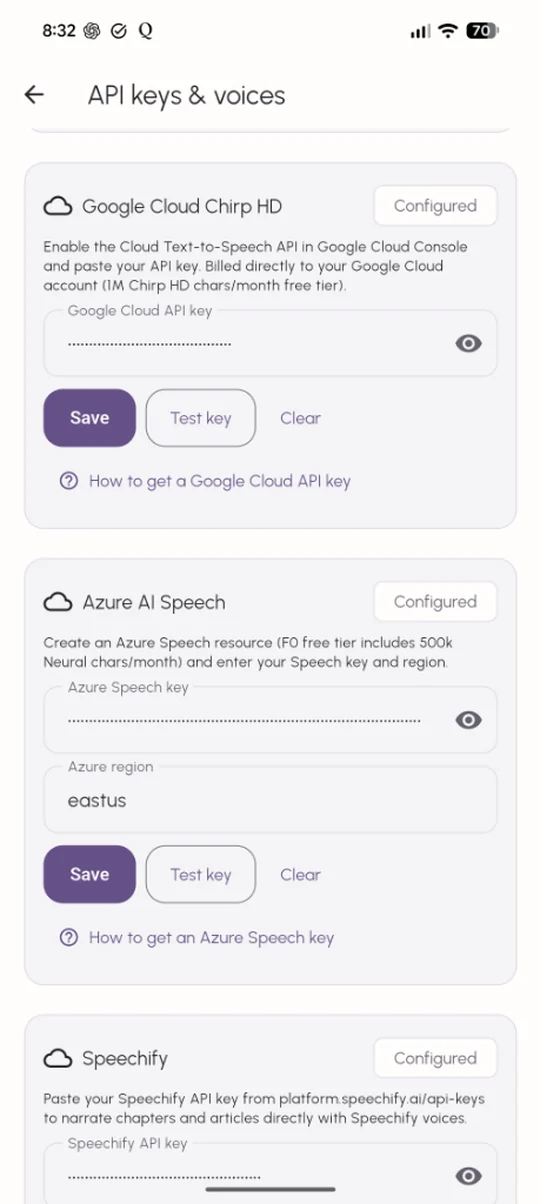 8:32
70
API keys & voices
Google Cloud Chirp HD
Configured
Enable the Cloud Text-to-Speech API in Google Cloud Console
and paste your API key. Billed directly to your Google Cloud
account (1M Chirp HD chars/month free tier).
Google Cloud API key
Save
Test key
Clear
How to get a Google Cloud API key
Azure AI Speech
Configured
Create an Azure Speech resource (F0 free tier includes 500k
Neural chars/month) and enter your Speech key and region.
Azure Speech key
Azure region
eastus
Save
Test key
Clear
How to get an Azure Speech key
Speechify
Configured
Paste your Speechify API key from platform.speechify.ai/api-keys
to narrate chapters and articles directly with Speechify voices.
Speechify API key